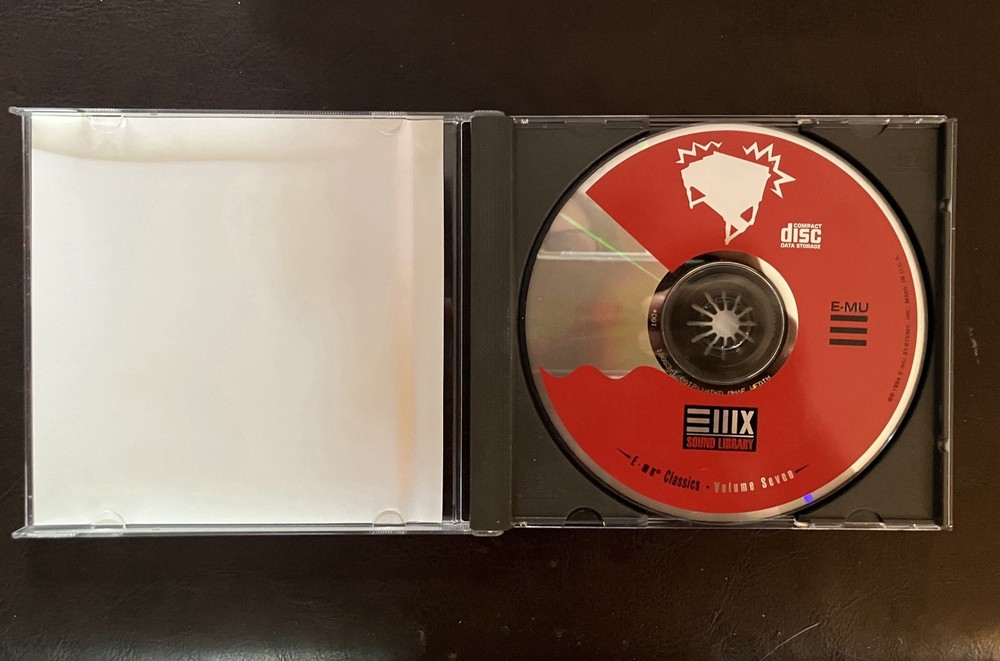 COMPACT
disc
DATA STORAGE
E-MU
EIIIX
SOUND LIBRARY
E-mu® Classics - Volume Seven